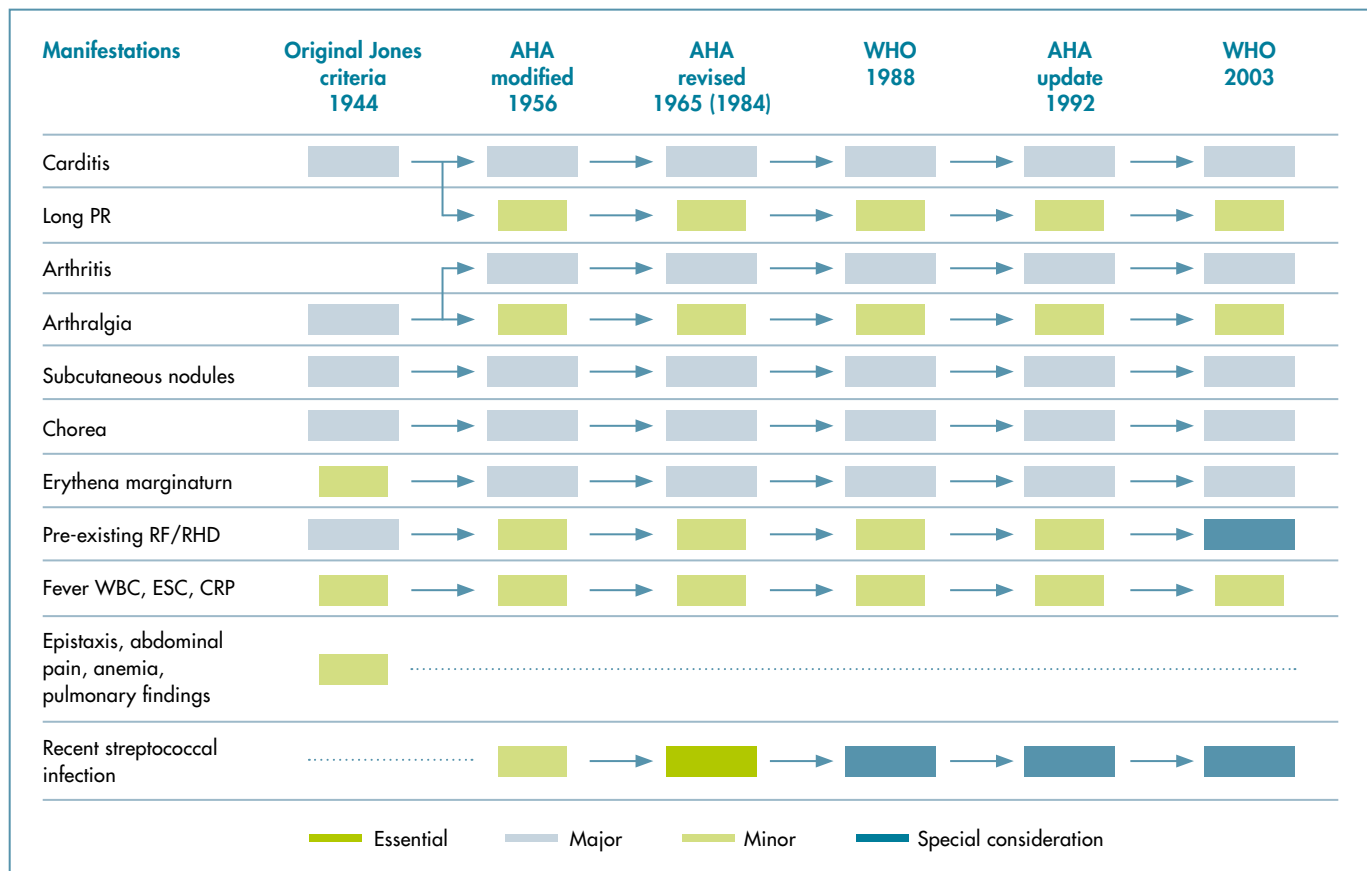 Manifestations
Original Jones
criteria
1944
AHA
modified
1956
AHA
revised
1965 (1984)
WHO
1988
AHA
update
1992
WHO
2003
Carditis
Long PR
Arthritis
Arthralgia
Subcutaneous nodules
Chorea
Erythena marginaturn
Pre-existing RF/RHD
Fever WBC, ESC, CRP
Epistaxis, abdominal
pain, anemia,
pulmonary findings
Recent streptococcal
infection
Essential
Major
Minor
Special consideration